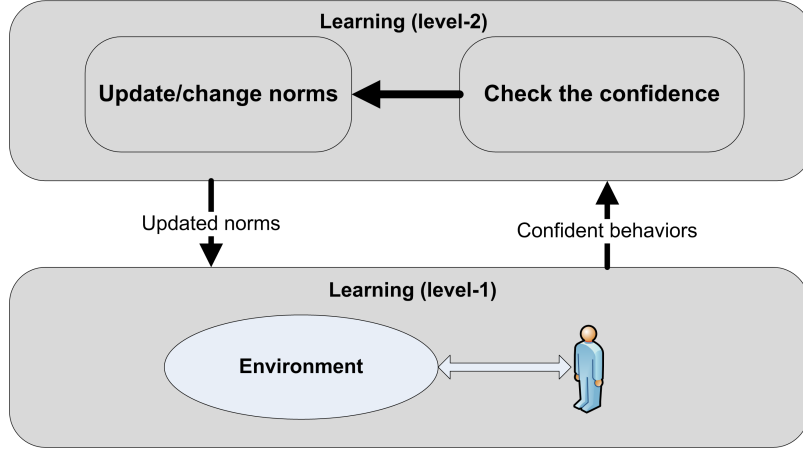 Learning (level-2)
Update/change norms
Check the confidence
Updated norms
Confident behaviors
Learning (level-1)
Environment